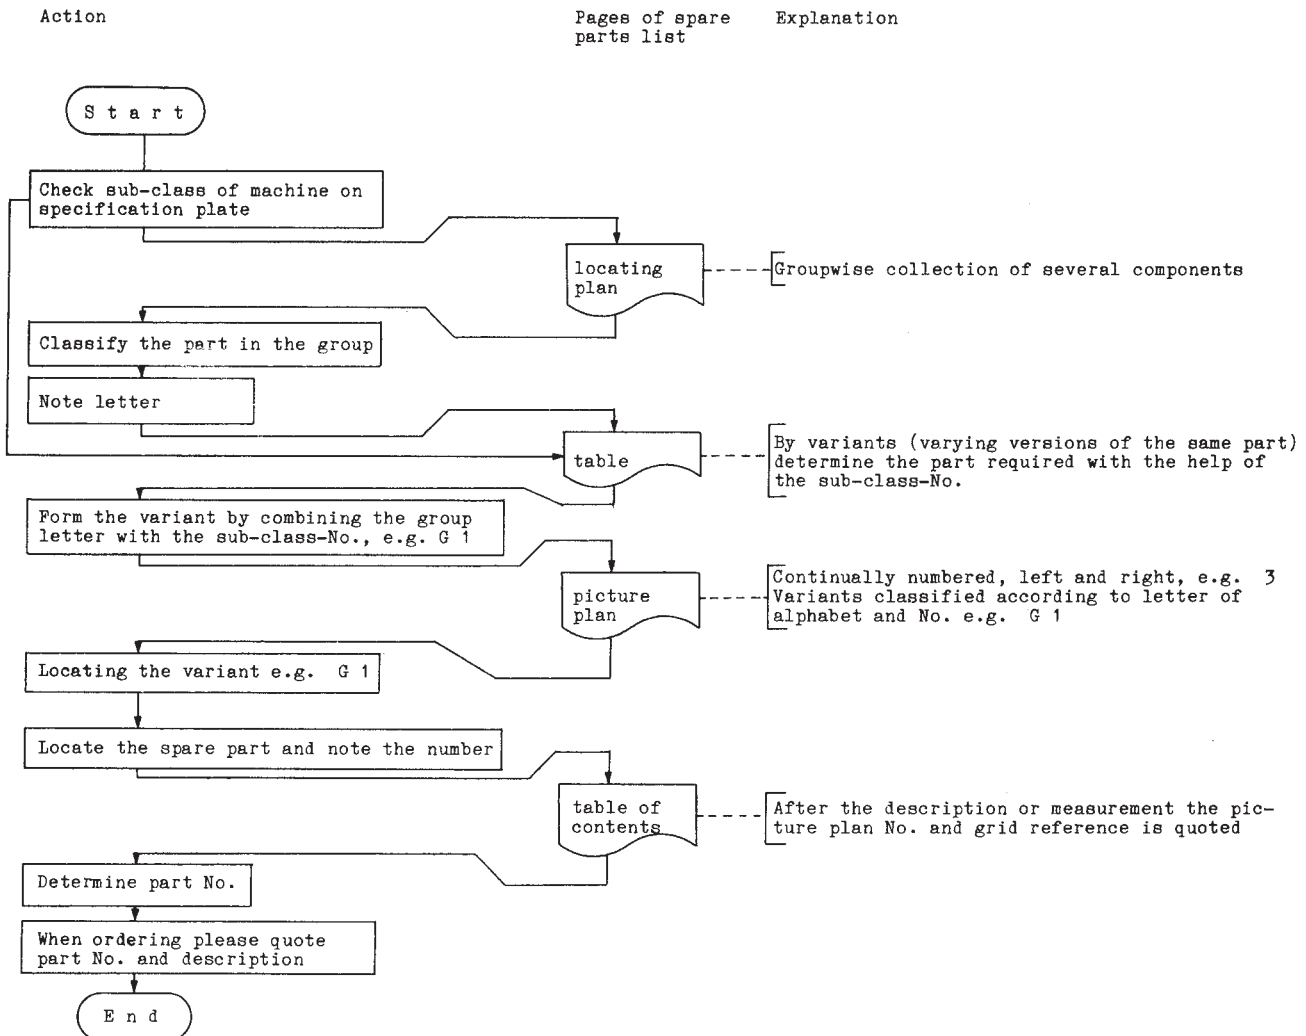 Action
Pages of spare
parts list
Explanation
S t a r t
Check sub-class of machine on
specification plate
locating
plan
Groupwise collection of several components
Classify the part in the group
Note letter
table
By variants (varying versions of the same part)
determine the part required with the help of
the sub-class-No.
Form the variant by combining the group
letter with the sub-class-No., e.g. G 1
picture
plan
Continually numbered, left and right, e.g. 3
Variants classified according to letter of
alphabet and No. e.g. G 1
Locating the variant e.g. G 1
Locate the spare part and note the number
table of
contents
After the description or measurement the pic-
ture plan No. and grid reference is quoted
Determine part No.
When ordering please quote
part No. and description
E n d